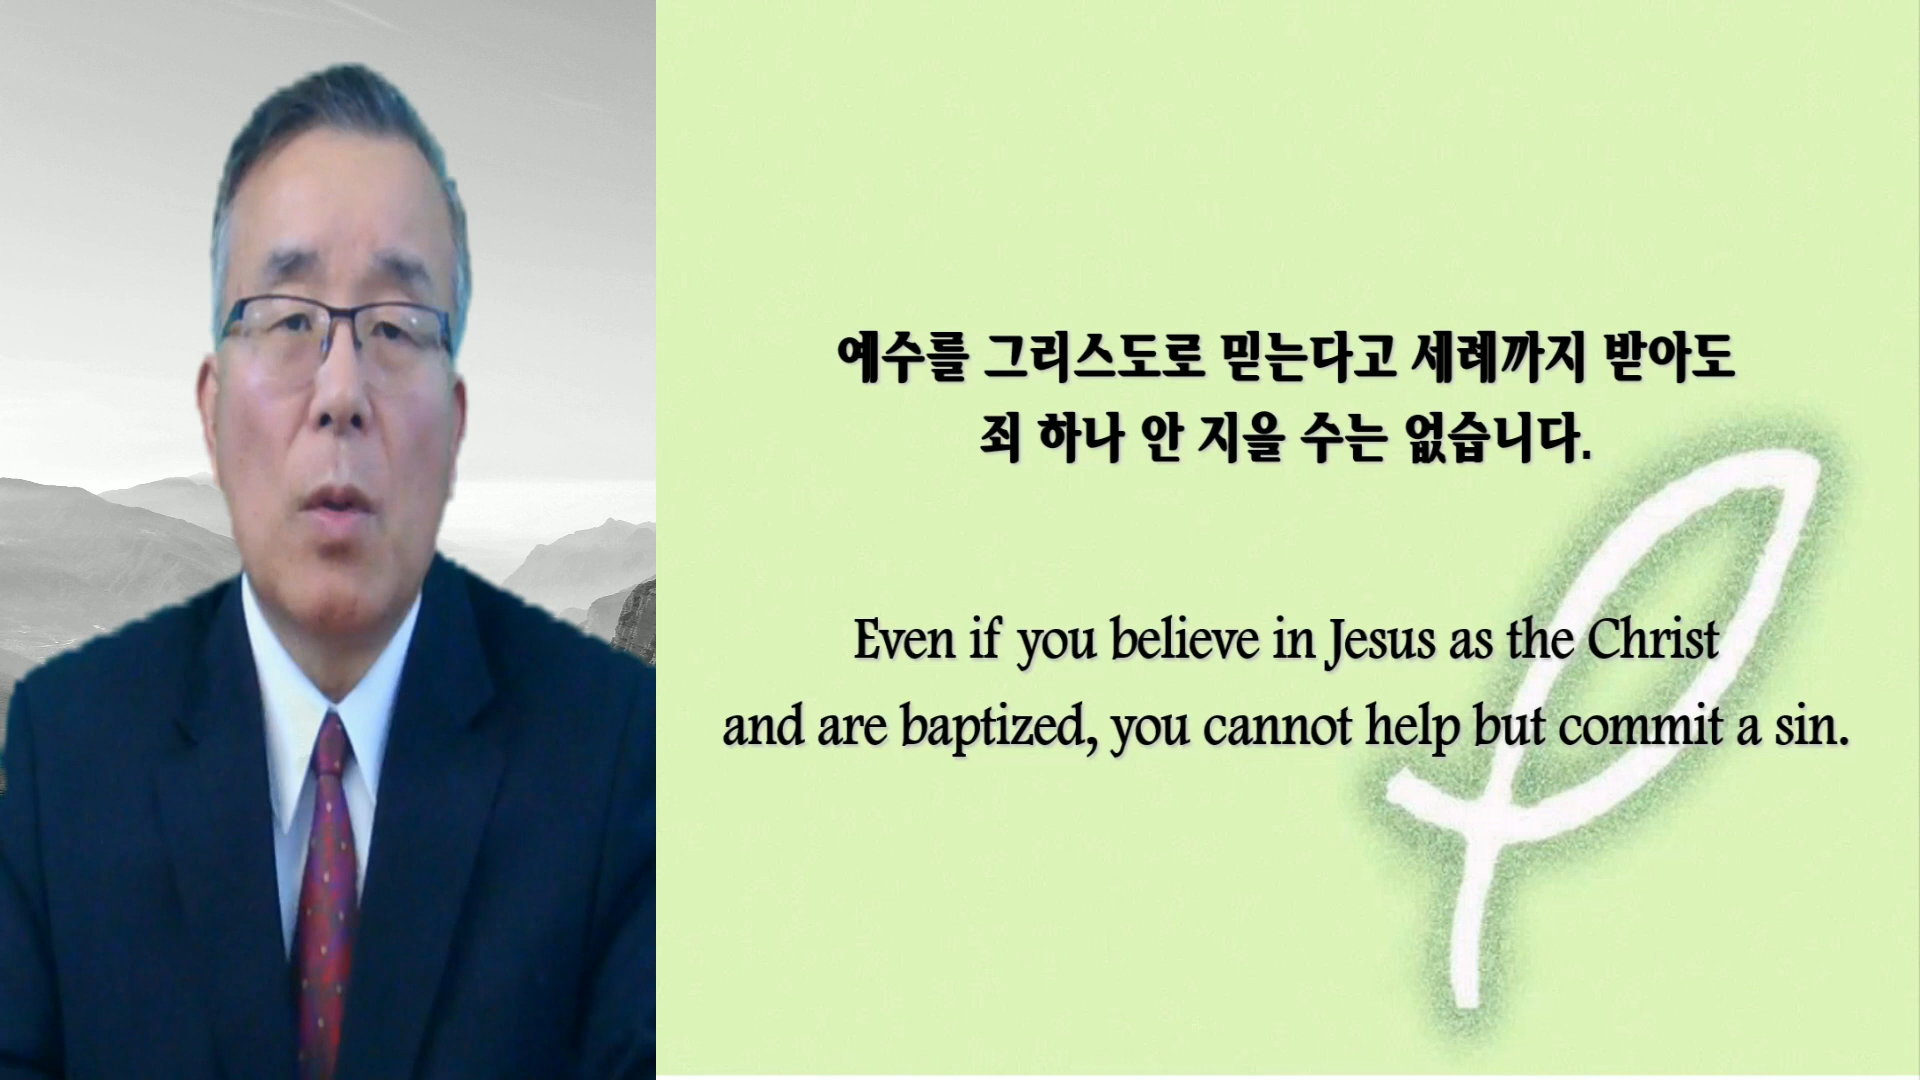 예수를 그리스도로 믿는다고 세례까지 받아도
죄 하나 안 지을 수는 없습니다.
Even if you believe in Jesus as the Christ
and are baptized, you cannot help but commit a sin.